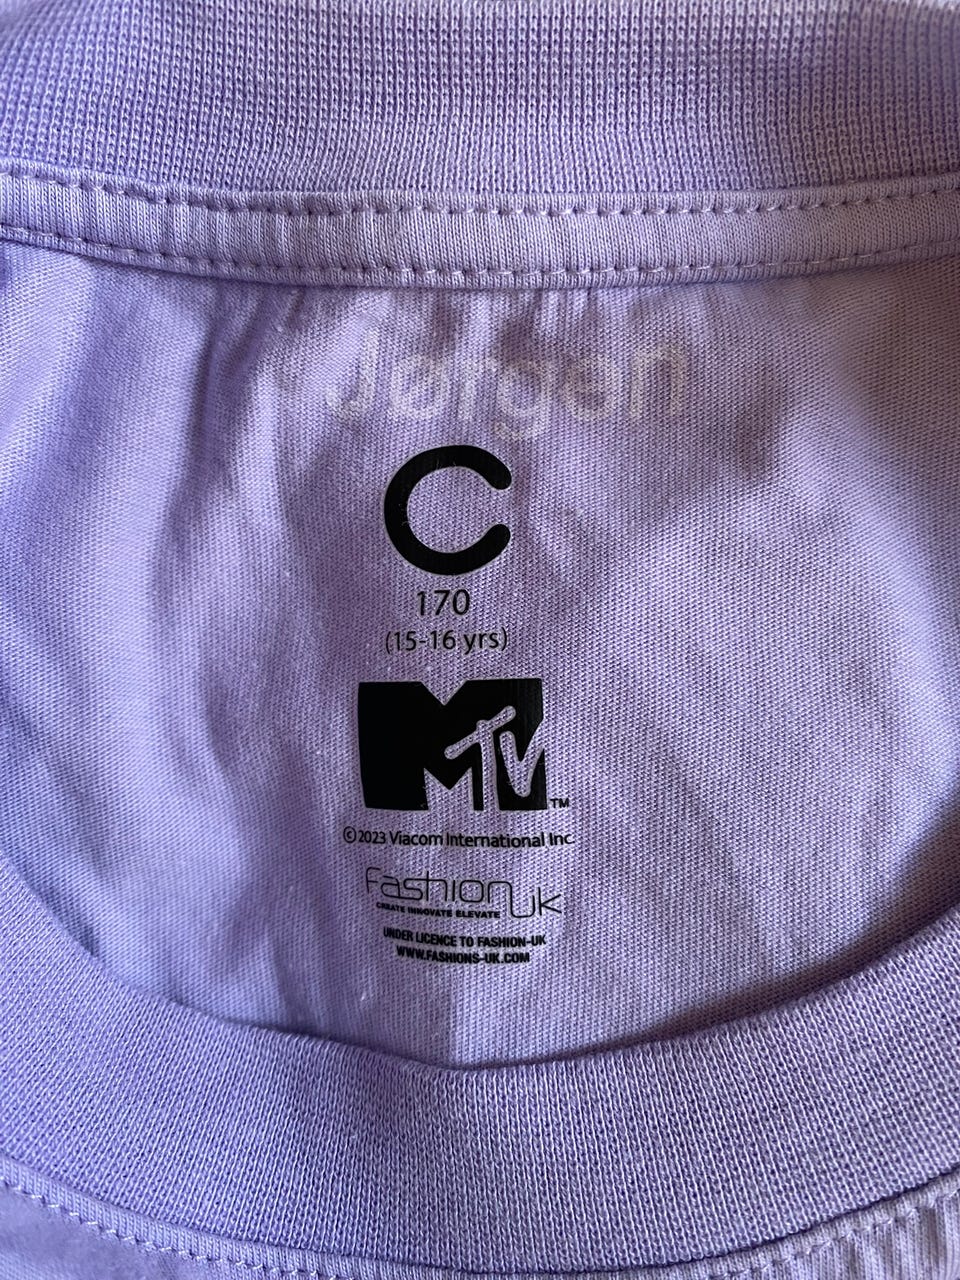 Jørgen
C
170
(15-16 yrs)
MTV™
©2023 Viacom International Inc.
Fashion UK
CREATE INNOVATE ELEVATE
UNDER LICENCE TO FASHION-UK
WWW.FASHIONS-UK.COM